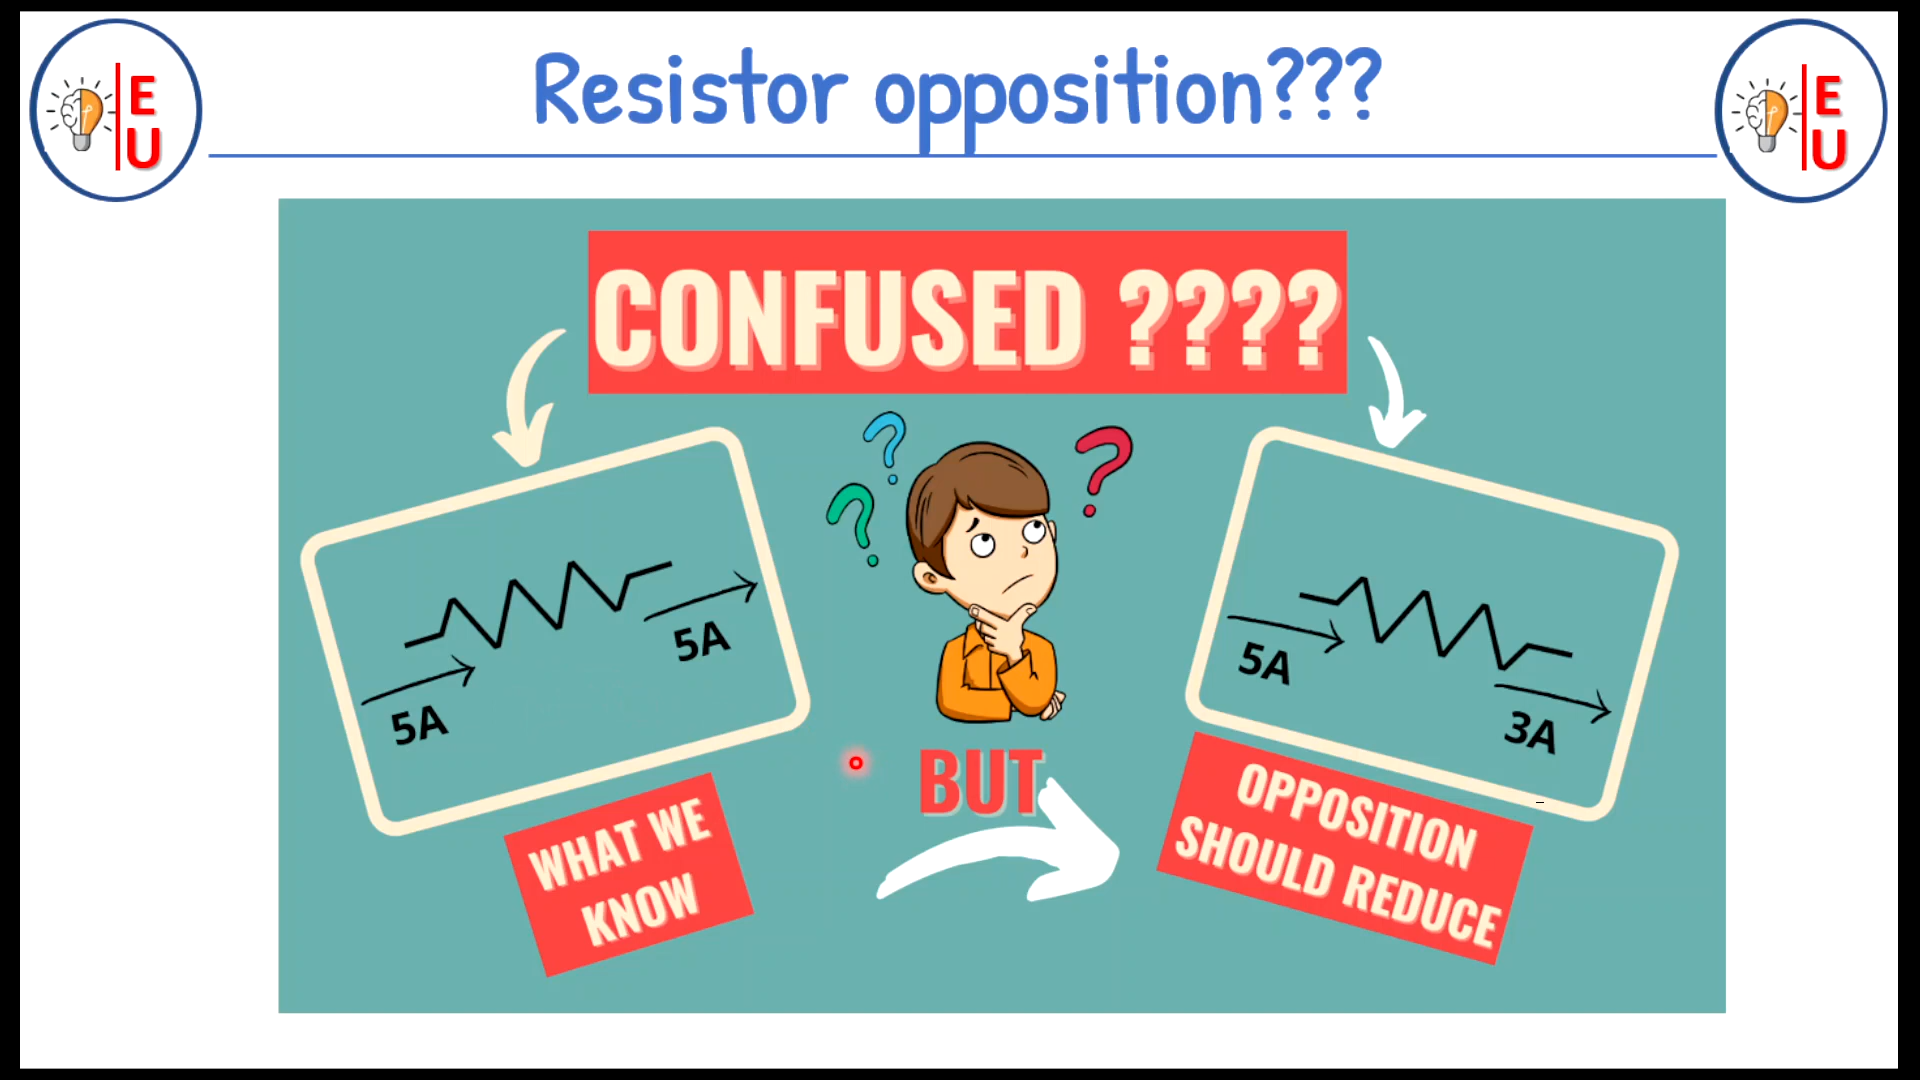 E
U
Resistor opposition???
E
U
CONFUSED ????
5A
5A
5A
3A
WHAT WE
KNOW
BUT
OPPOSITION
SHOULD REDUCE